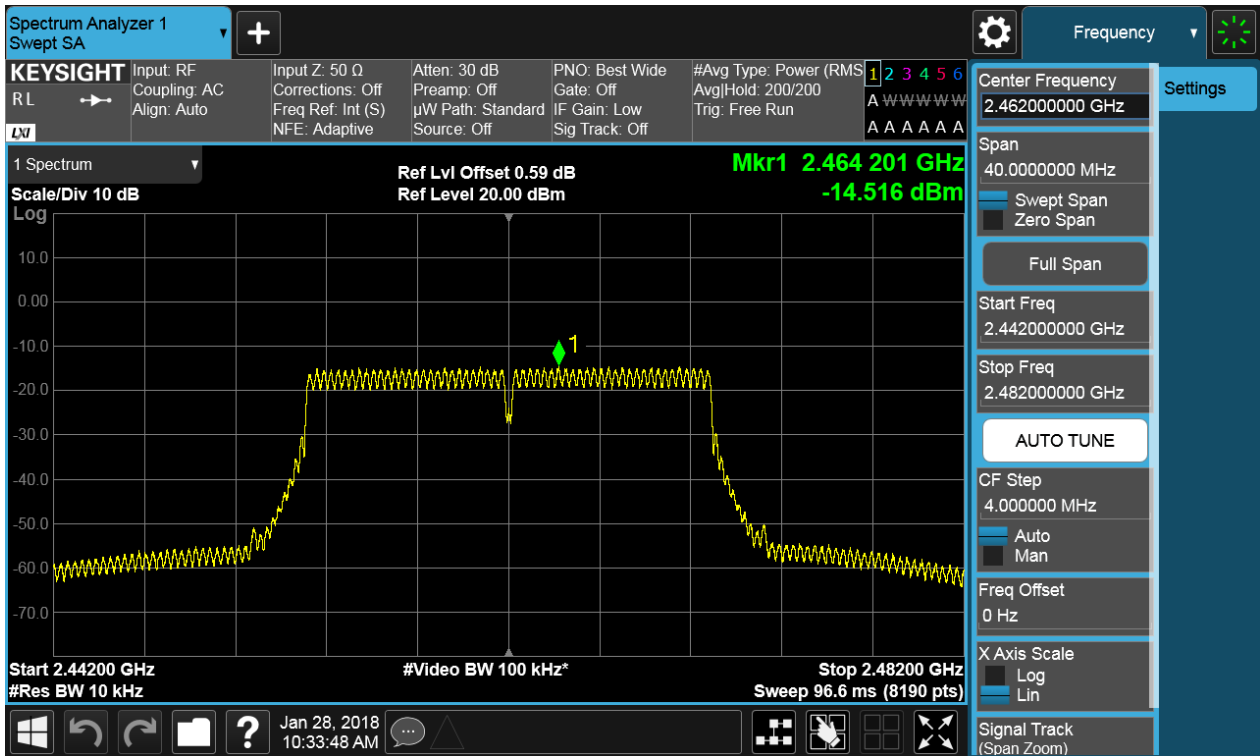 Spectrum Analyzer 1
Swept SA
+
Frequency
KEYSIGHT
R L
LXI
Input: RF
Coupling: AC
Align: Auto
Input Z: 50 Ω
Corrections: Off
Freq Ref: Int (S)
NFE: Adaptive
Atten: 30 dB
Preamp: Off
µW Path: Standard
Source: Off
PNO: Best Wide
Gate: Off
IF Gain: Low
Sig Track: Off
#Avg Type: Power (RMS
Avg|Hold: 200/200
Trig: Free Run
1 2 3 4 5 6
A W W W W W
A A A A A A
1 Spectrum
Scale/Div 10 dB
Log
Ref Lvl Offset 0.59 dB
Ref Level 20.00 dBm
Mkr1 2.464 201 GHz
-14.516 dBm
10.0
0.00
-10.0
-20.0
-30.0
-40.0
-50.0
-60.0
-70.0
1
Start 2.44200 GHz
#Res BW 10 kHz
#Video BW 100 kHz*
Stop 2.48200 GHz
Sweep 96.6 ms (8190 pts)
Center Frequency
2.462000000 GHz
Span
40.0000000 MHz
Swept Span
Zero Span
Full Span
Start Freq
2.442000000 GHz
Stop Freq
2.482000000 GHz
AUTO TUNE
CF Step
4.000000 MHz
Auto
Man
Freq Offset
0 Hz
X Axis Scale
Log
Lin
Signal Track
(Span Zoom)
Settings
?
Jan 28, 2018
10:33:48 AM